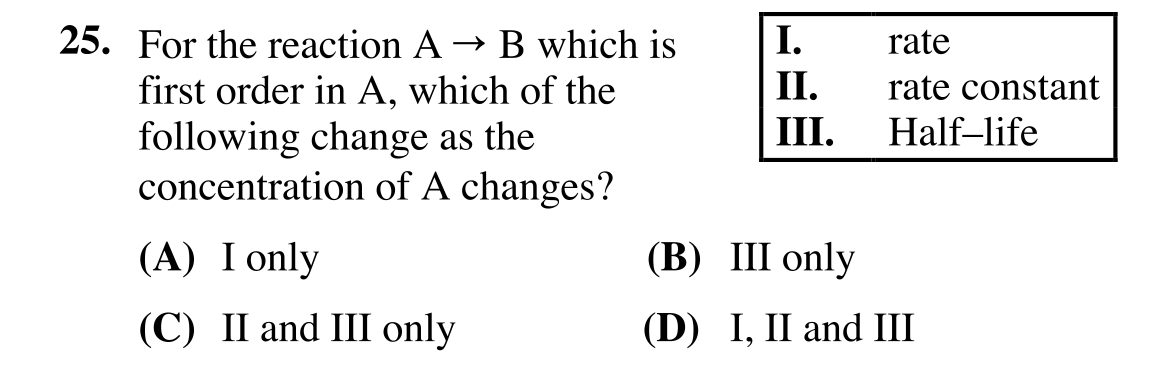 25. For the reaction A → B which is
first order in A, which of the
following change as the
concentration of A changes?
I. rate
II. rate constant
III. Half–life
(A) I only
(B) III only
(C) II and III only
(D) I, II and III